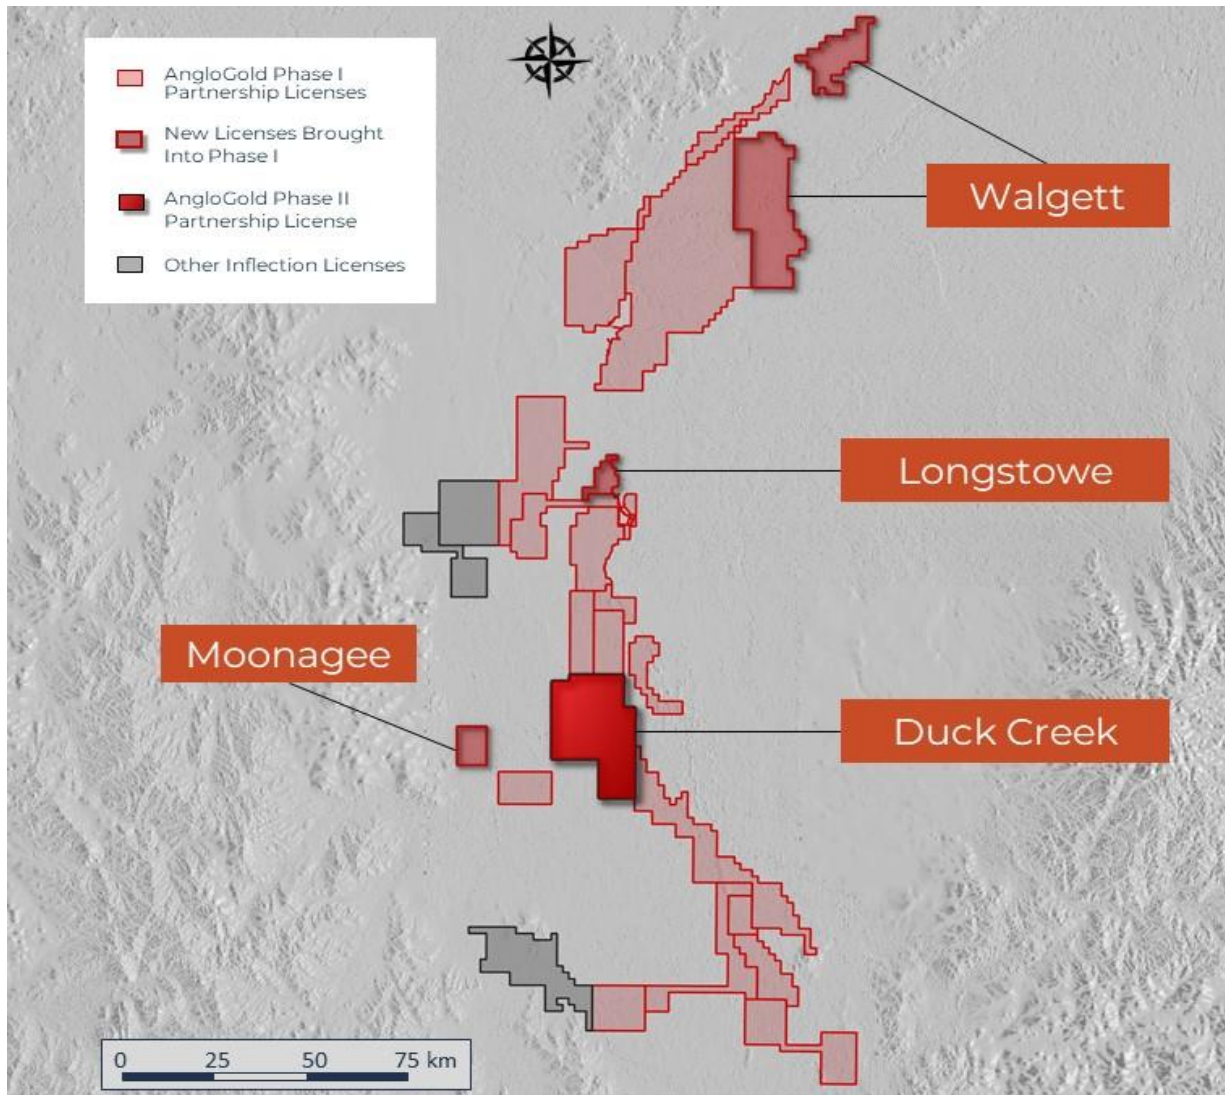 AngloGold Phase I
Partnership Licenses
New Licenses Brought
Into Phase I
AngloGold Phase II
Partnership License
Other Inflection Licenses
Walgett
Longstowe
Moonagee
Duck Creek
0 25 50 75 km